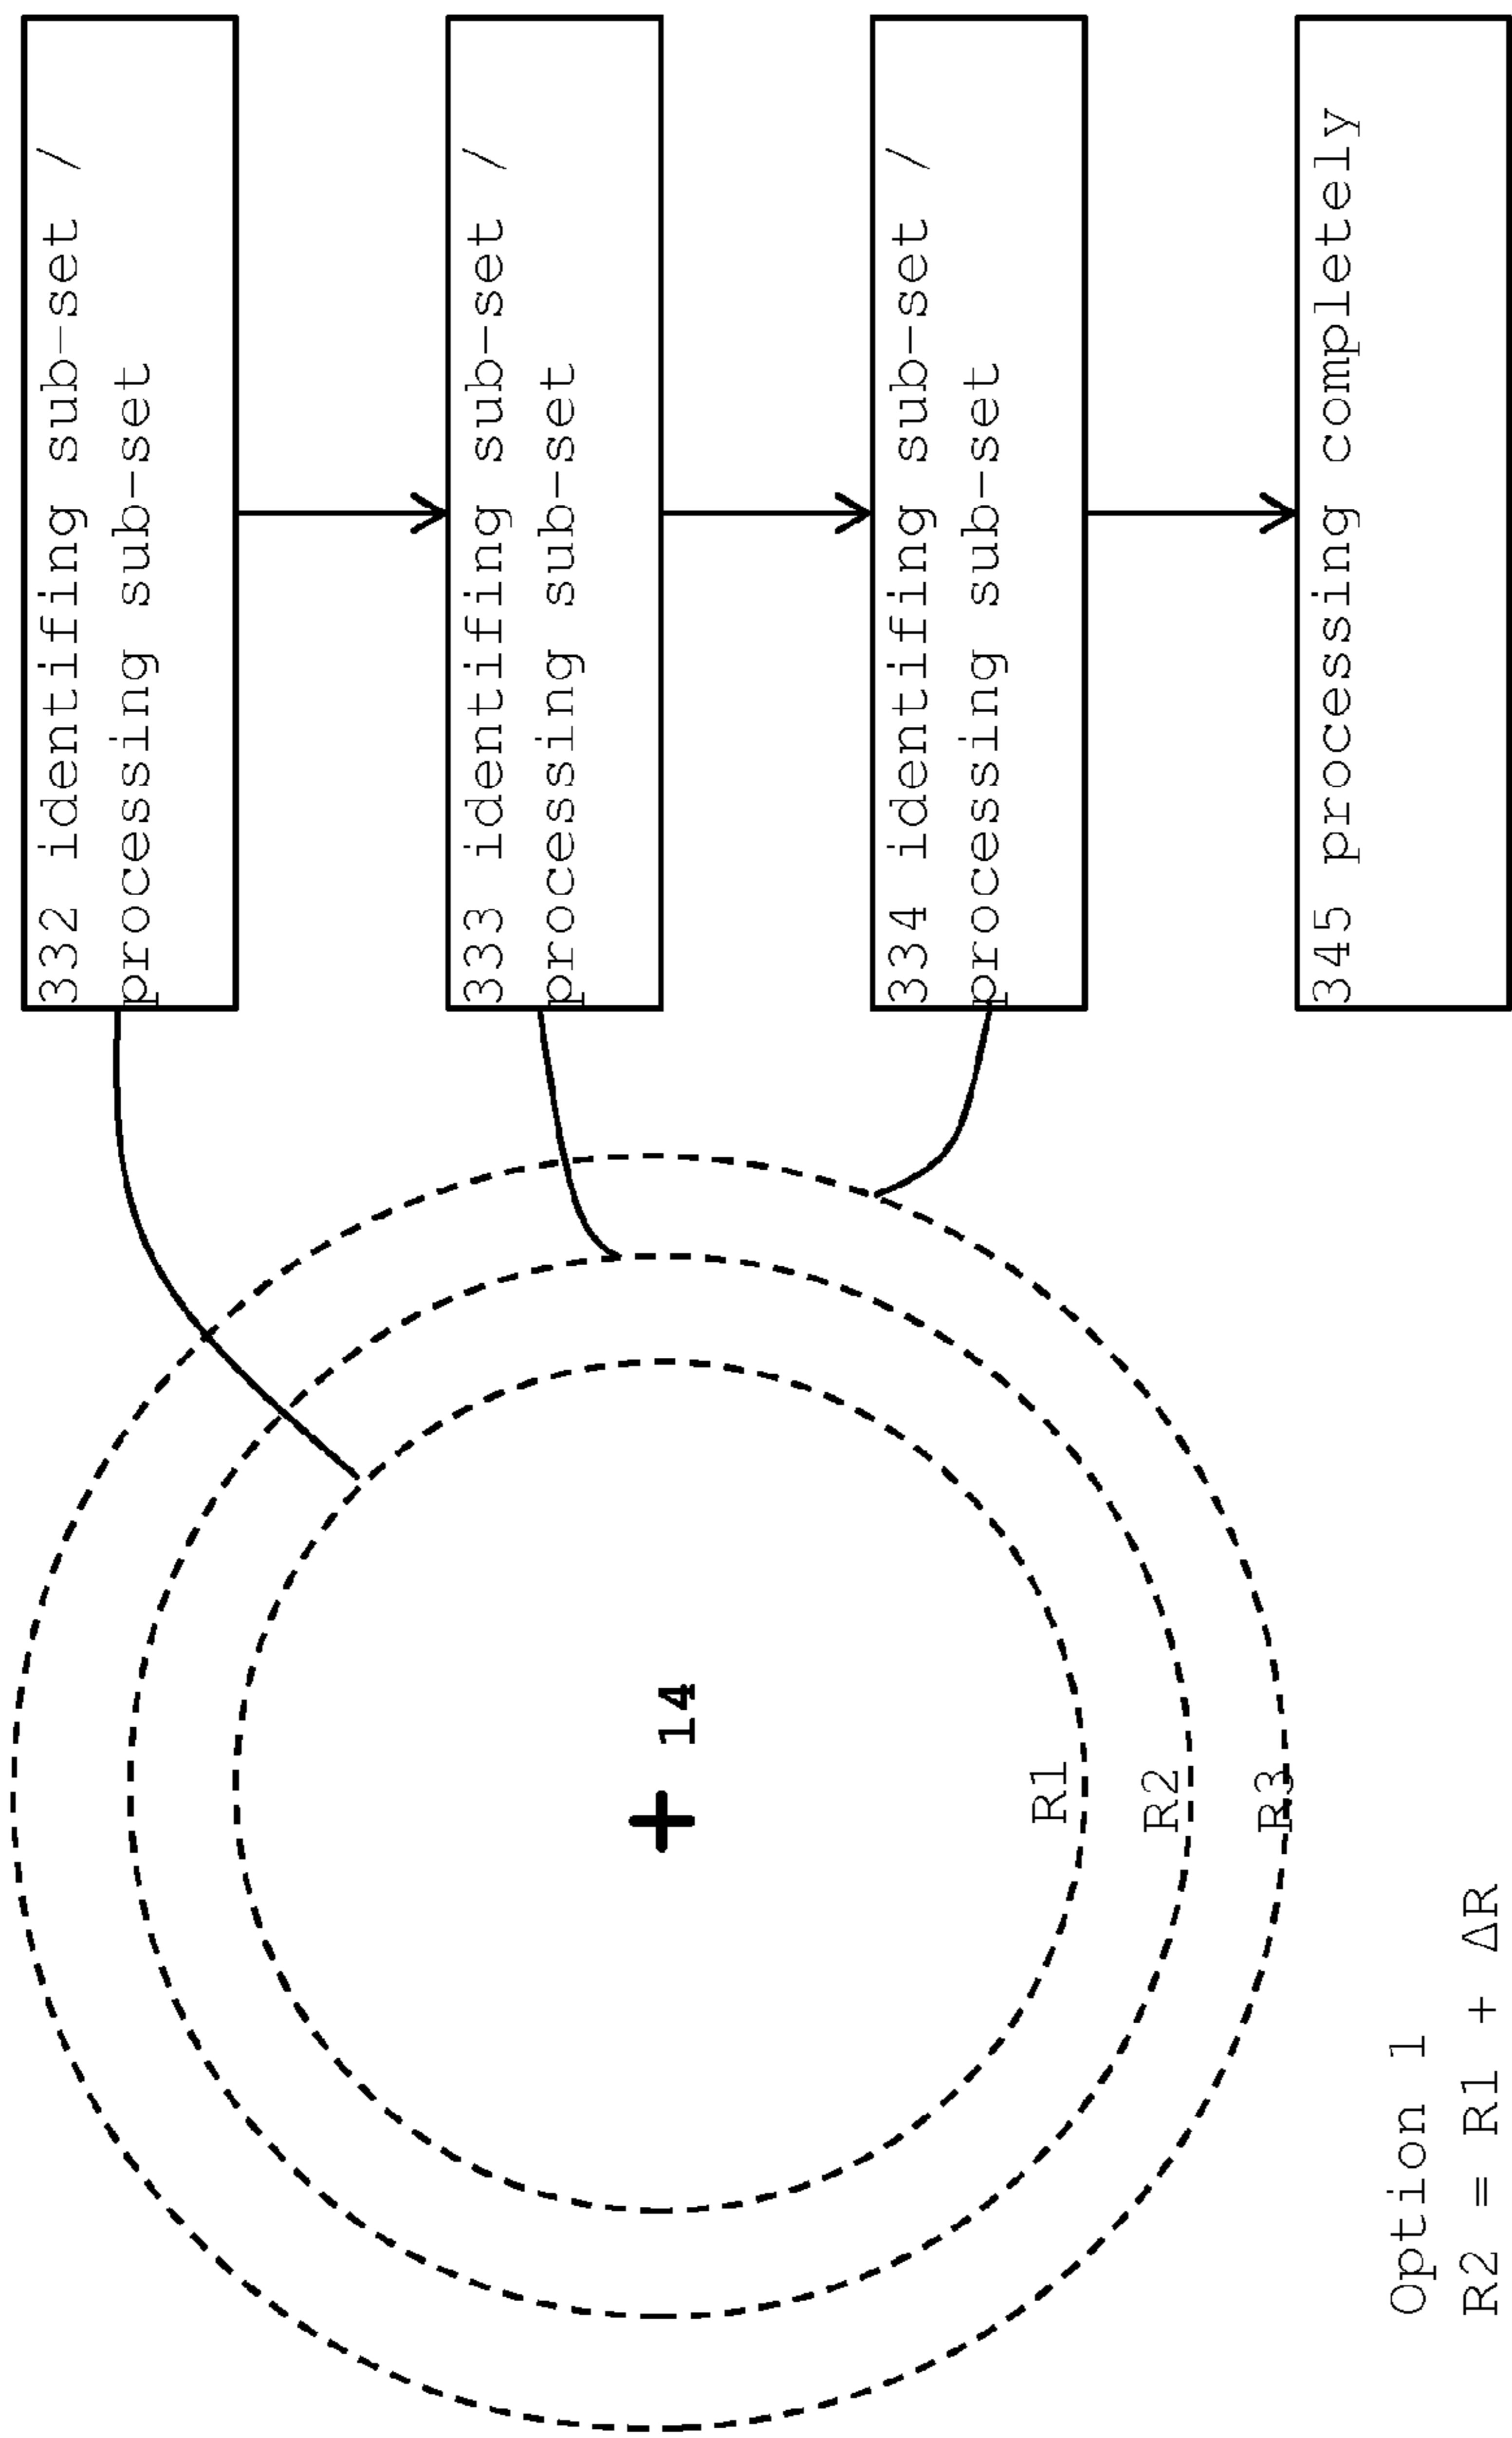 332 identifing sub-set /
processing sub-set
333 identifing sub-set /
processing sub-set
334 identifing sub-set /
processing sub-set
345 processing completely
14
R1
R2
R3
Option 1
R2 = R1 + ΔR